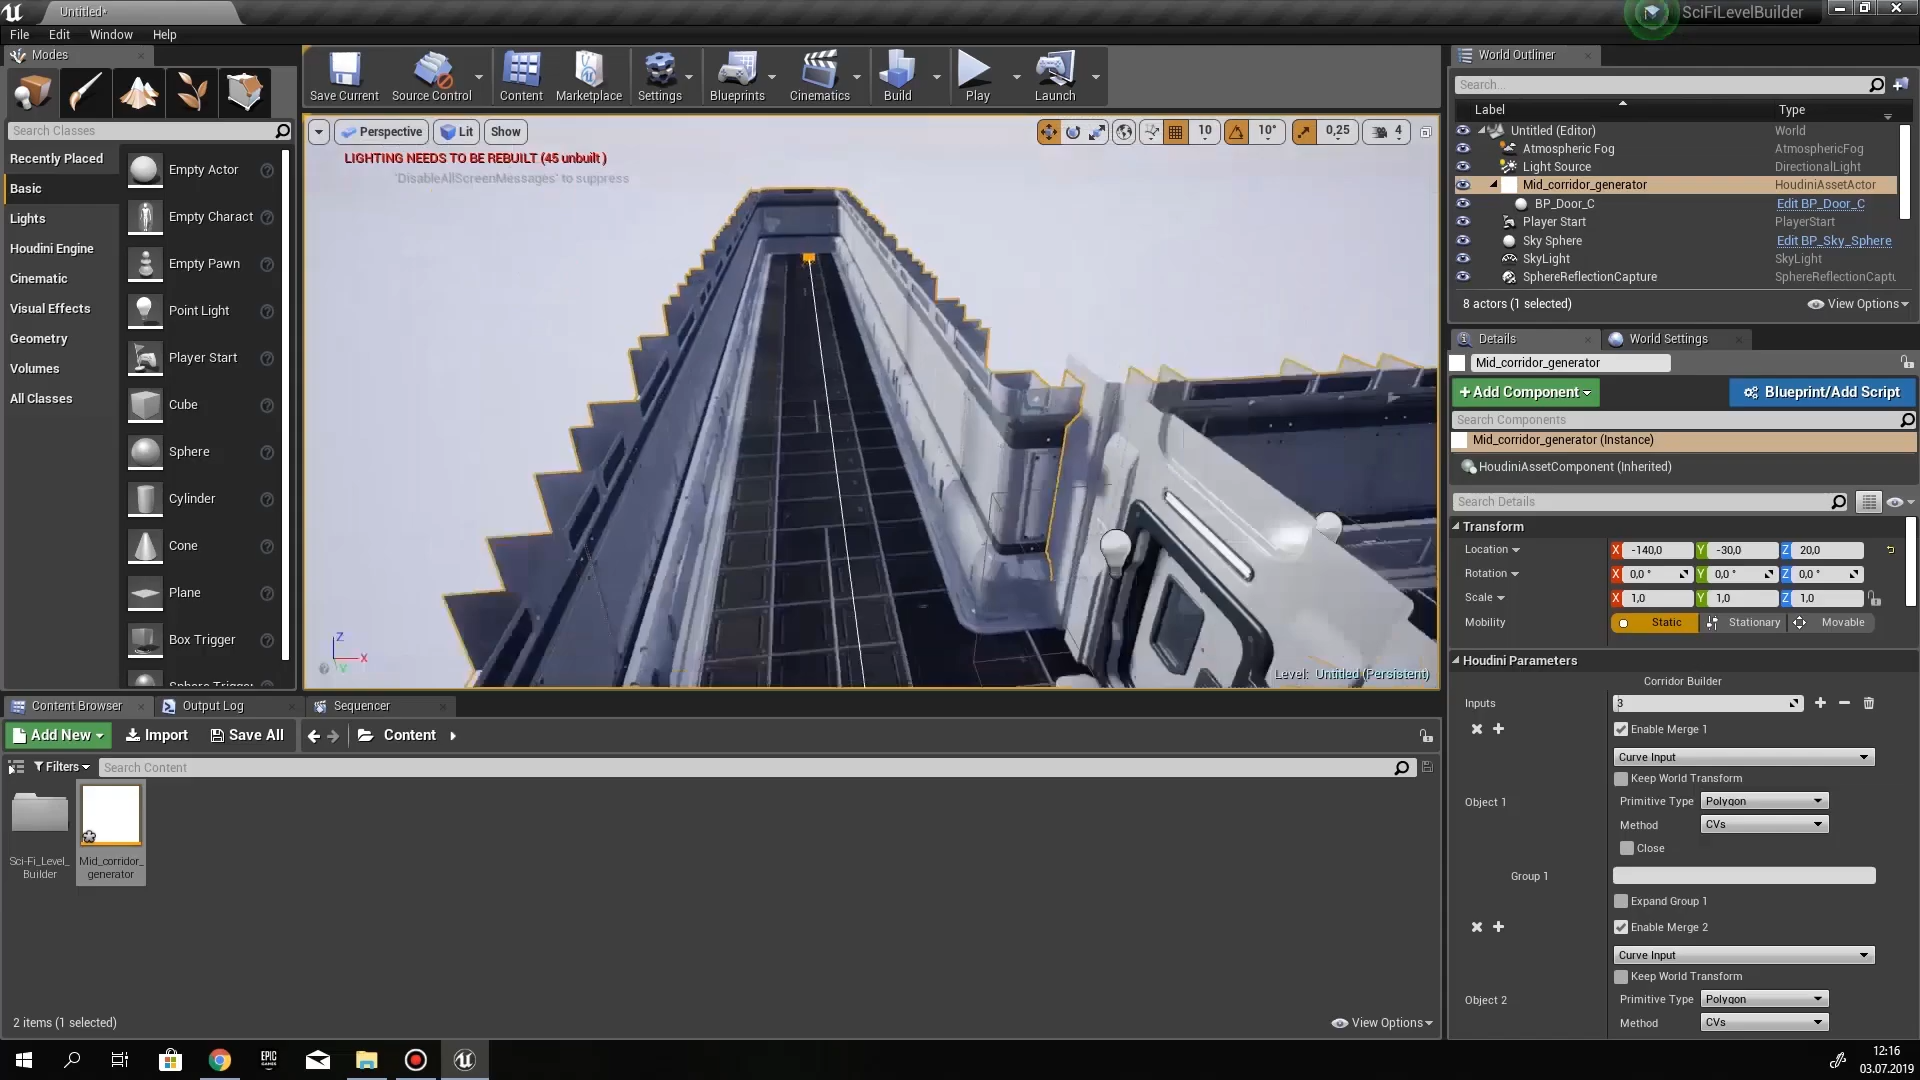 Untitled*
SciFiLevelBuilder
File Edit Window Help
Modes
Search Classes
Recently Placed
Basic
Lights
Houdini Engine
Cinematic
Visual Effects
Geometry
Volumes
All Classes
Empty Actor
Empty Charact
Empty Pawn
Point Light
Player Start
Cube
Sphere
Cylinder
Cone
Plane
Box Trigger
Sphere Trigger
Save Current
Source Control
Content
Marketplace
Settings
Blueprints
Cinematics
Build
Play
Launch
Perspective Lit Show
10 10° 0,25 4
LIGHTING NEEDS TO BE REBUILT (45 unbuilt )
'DisableAllScreenMessages' to suppress
Z
X
Y
Level: Untitled (Persistent)
World Outliner
Search...
Label Type
Untitled (Editor) World
Atmospheric Fog AtmosphericFog
Light Source DirectionalLight
Mid_corridor_generator HoudiniAssetActor
BP_Door_C Edit BP_Door_C
Player Start PlayerStart
Sky Sphere Edit BP_Sky_Sphere
SkyLight SkyLight
SphereReflectionCapture SphereReflectionCaptu
8 actors (1 selected) View Options
Details World Settings
Mid_corridor_generator
+Add Component Blueprint/Add Script
Search Components
Mid_corridor_generator (Instance)
HoudiniAssetComponent (Inherited)
Search Details
Transform
Location X -140,0 Y -30,0 Z 20,0
Rotation X 0,0 ° Y 0,0 ° Z 0,0 °
Scale X 1,0 Y 1,0 Z 1,0
Mobility Static Stationary Movable
Houdini Parameters
Corridor Builder
Inputs 3
Enable Merge 1
Curve Input
Keep World Transform
Object 1 Primitive Type Polygon
Method CVs
Close
Group 1
Expand Group 1
Enable Merge 2
Curve Input
Keep World Transform
Object 2 Primitive Type Polygon
Method CVs
Content Browser Output Log Sequencer
Add New Import Save All Content
Filters Search Content
Sci-Fi_Level_
Builder
Mid_corridor_
generator
2 items (1 selected) View Options
EPIC
GAMES
12:16
03.07.2019